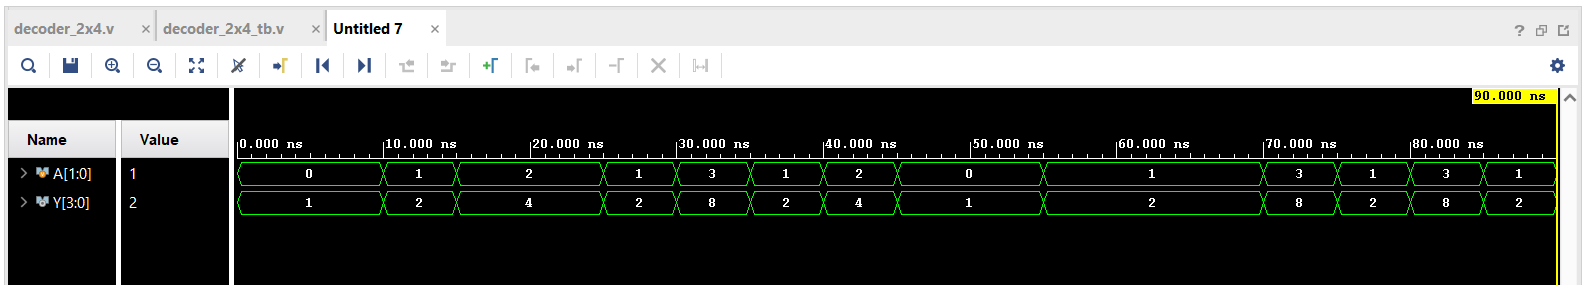 decoder_2x4.v × decoder_2x4_tb.v × Untitled 7 ×
?
90.000 ns
Name Value
0.000 ns 10.000 ns 20.000 ns 30.000 ns 40.000 ns 50.000 ns 60.000 ns 70.000 ns 80.000 ns
A[1:0] 1 0 1 2 1 3 1 2 0 1 3 1 3 1
Y[3:0] 2 1 2 4 2 8 2 4 1 2 8 2 8 2